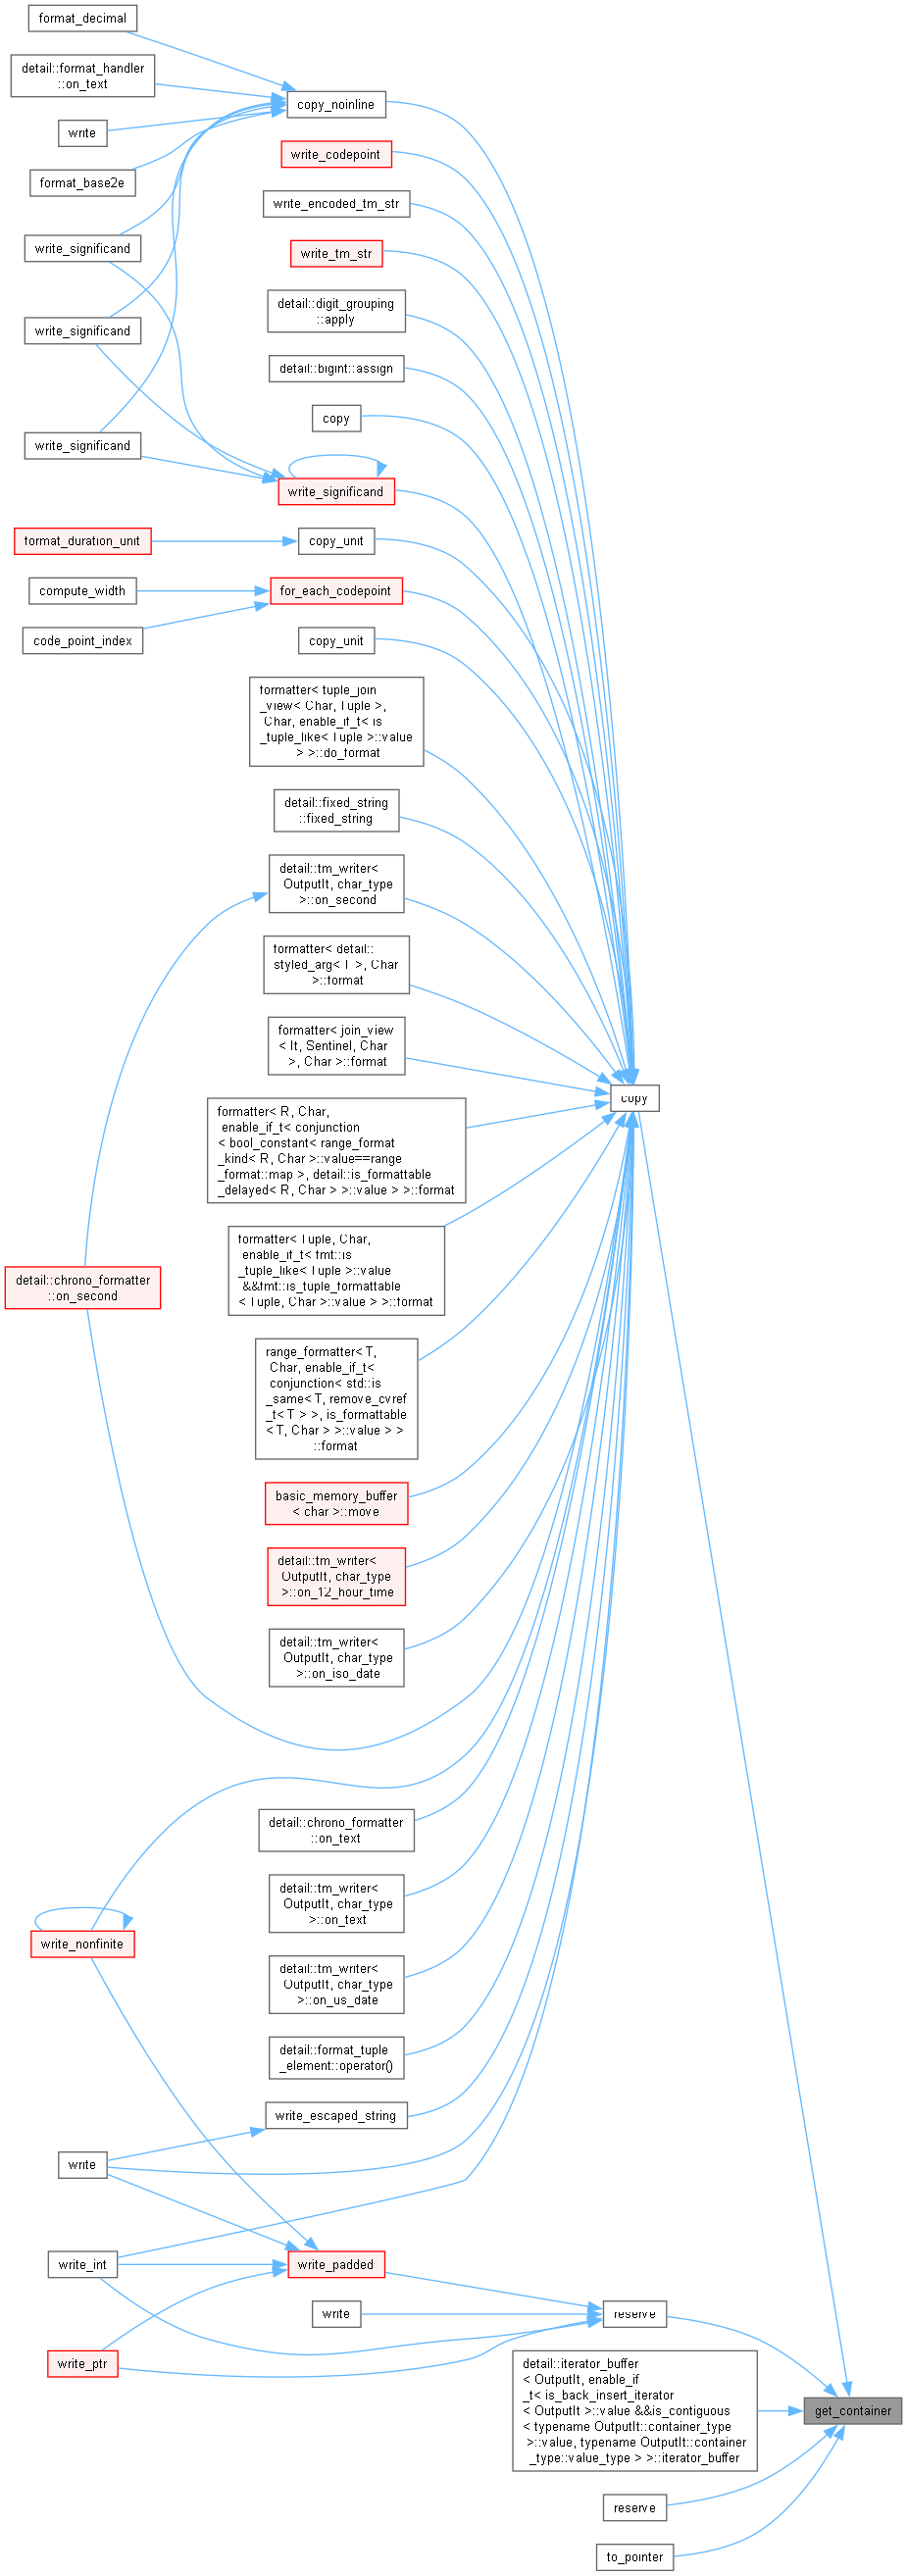 format_decimal
detail::format_handler
::on_text
copy_noinline
write
write_codepoint
format_base2e
write_encoded_tm_str
write_significand
write_tm_str
detail::digit_grouping
::apply
write_significand
detail::bigint::assign
copy
write_significand
write_significand
format_duration_unit
copy_unit
compute_width
for_each_codepoint
code_point_index
copy_unit
formatter< tuple_join
_view< Char, Tuple >,
Char, enable_if_t< is
_tuple_like< Tuple >::value
> >::do_format
detail::fixed_string
::fixed_string
detail::tm_writer<
OutputIt, char_type
>::on_second
formatter< detail::
styled_arg< T >, Char
>::format
formatter< join_view
< It, Sentinel, Char
>, Char >::format
copy
formatter< R, Char,
enable_if_t< conjunction
< bool_constant< range_format
_kind< R, Char >::value==range
_format::map >, detail::is_formattable
_delayed< R, Char > >::value > >::format
formatter< Tuple, Char,
enable_if_t< fmt::is
_tuple_like< Tuple >::value
&&fmt::is_tuple_formattable
< Tuple, Char >::value > >::format
detail::chrono_formatter
::on_second
range_formatter< T,
Char, enable_if_t<
conjunction< std::is
_same< T, remove_cvref
_t< T > >, is_formattable
< T, Char > >::value > >
::format
basic_memory_buffer
< char >::move
detail::tm_writer<
OutputIt, char_type
>::on_12_hour_time
detail::tm_writer<
OutputIt, char_type
>::on_iso_date
detail::chrono_formatter
::on_text
detail::tm_writer<
OutputIt, char_type
>::on_text
write_nonfinite
detail::tm_writer<
OutputIt, char_type
>::on_us_date
detail::format_tuple
_element::operator()
write_escaped_string
write
write_int
write_padded
write
reserve
write_ptr
detail::iterator_buffer
< OutputIt, enable_if
_t< is_back_insert_iterator
< OutputIt >::value &&is_contiguous
< typename OutputIt::container_type
>::value, typename OutputIt::container
_type::value_type > >::iterator_buffer
get_container
reserve
to_pointer